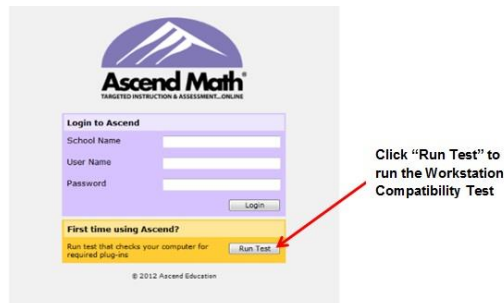 Ascend Math®
TARGETED INSTRUCTION & ASSESSMENT...ONLINE
Login to Ascend
School Name
User Name
Password
Login
First time using Ascend?
Run test that checks your computer for
required plug-ins
Run Test
© 2012 Ascend Education
Click “Run Test” to
run the Workstation
Compatibility Test